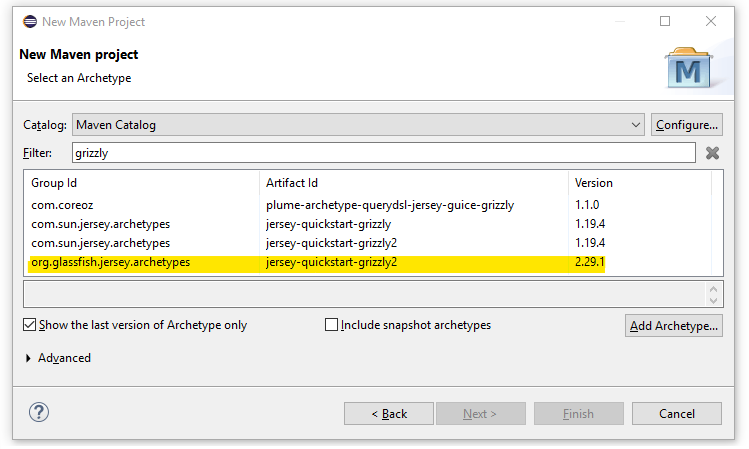 New Maven Project
New Maven project
Select an Archetype
M
Catalog: Maven Catalog Configure...
Filter: grizzly
Group Id Artifact Id Version
com.coreoz plume-archetype-querydsl-jersey-guice-grizzly 1.1.0
com.sun.jersey.archetypes jersey-quickstart-grizzly 1.19.4
com.sun.jersey.archetypes jersey-quickstart-grizzly2 1.19.4
org.glassfish.jersey.archetypes jersey-quickstart-grizzly2 2.29.1
Show the last version of Archetype only Include snapshot archetypes Add Archetype...
Advanced
? < Back Next > Finish Cancel